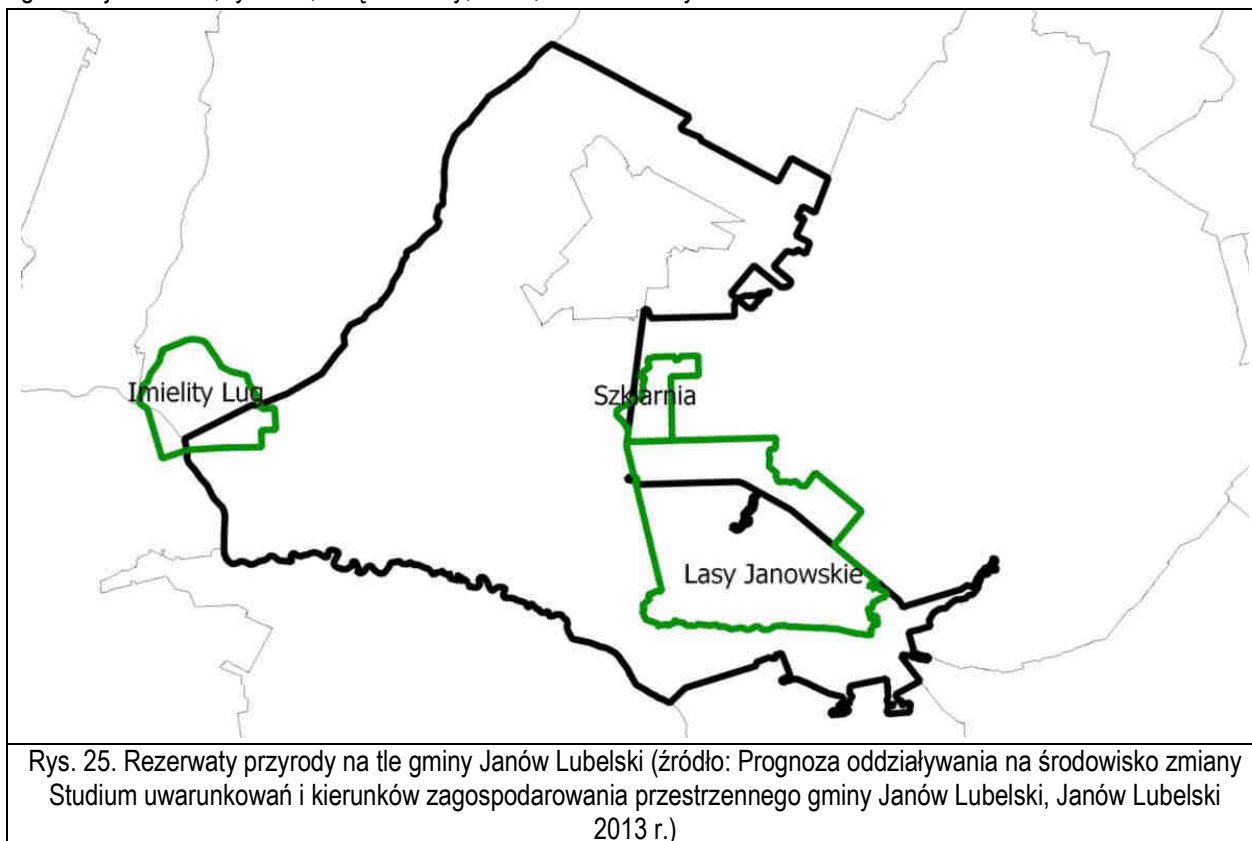 Imielity Ług
Szklarnia
Lasy Janowskie
Rys. 25. Rezerwaty przyrody na tle gminy Janów Lubelski (źródło: Prognoza oddziaływania na środowisko zmiany
Studium uwarunkowań i kierunków zagospodarowania przestrzennego gminy Janów Lubelski, Janów Lubelski
2013 r.)